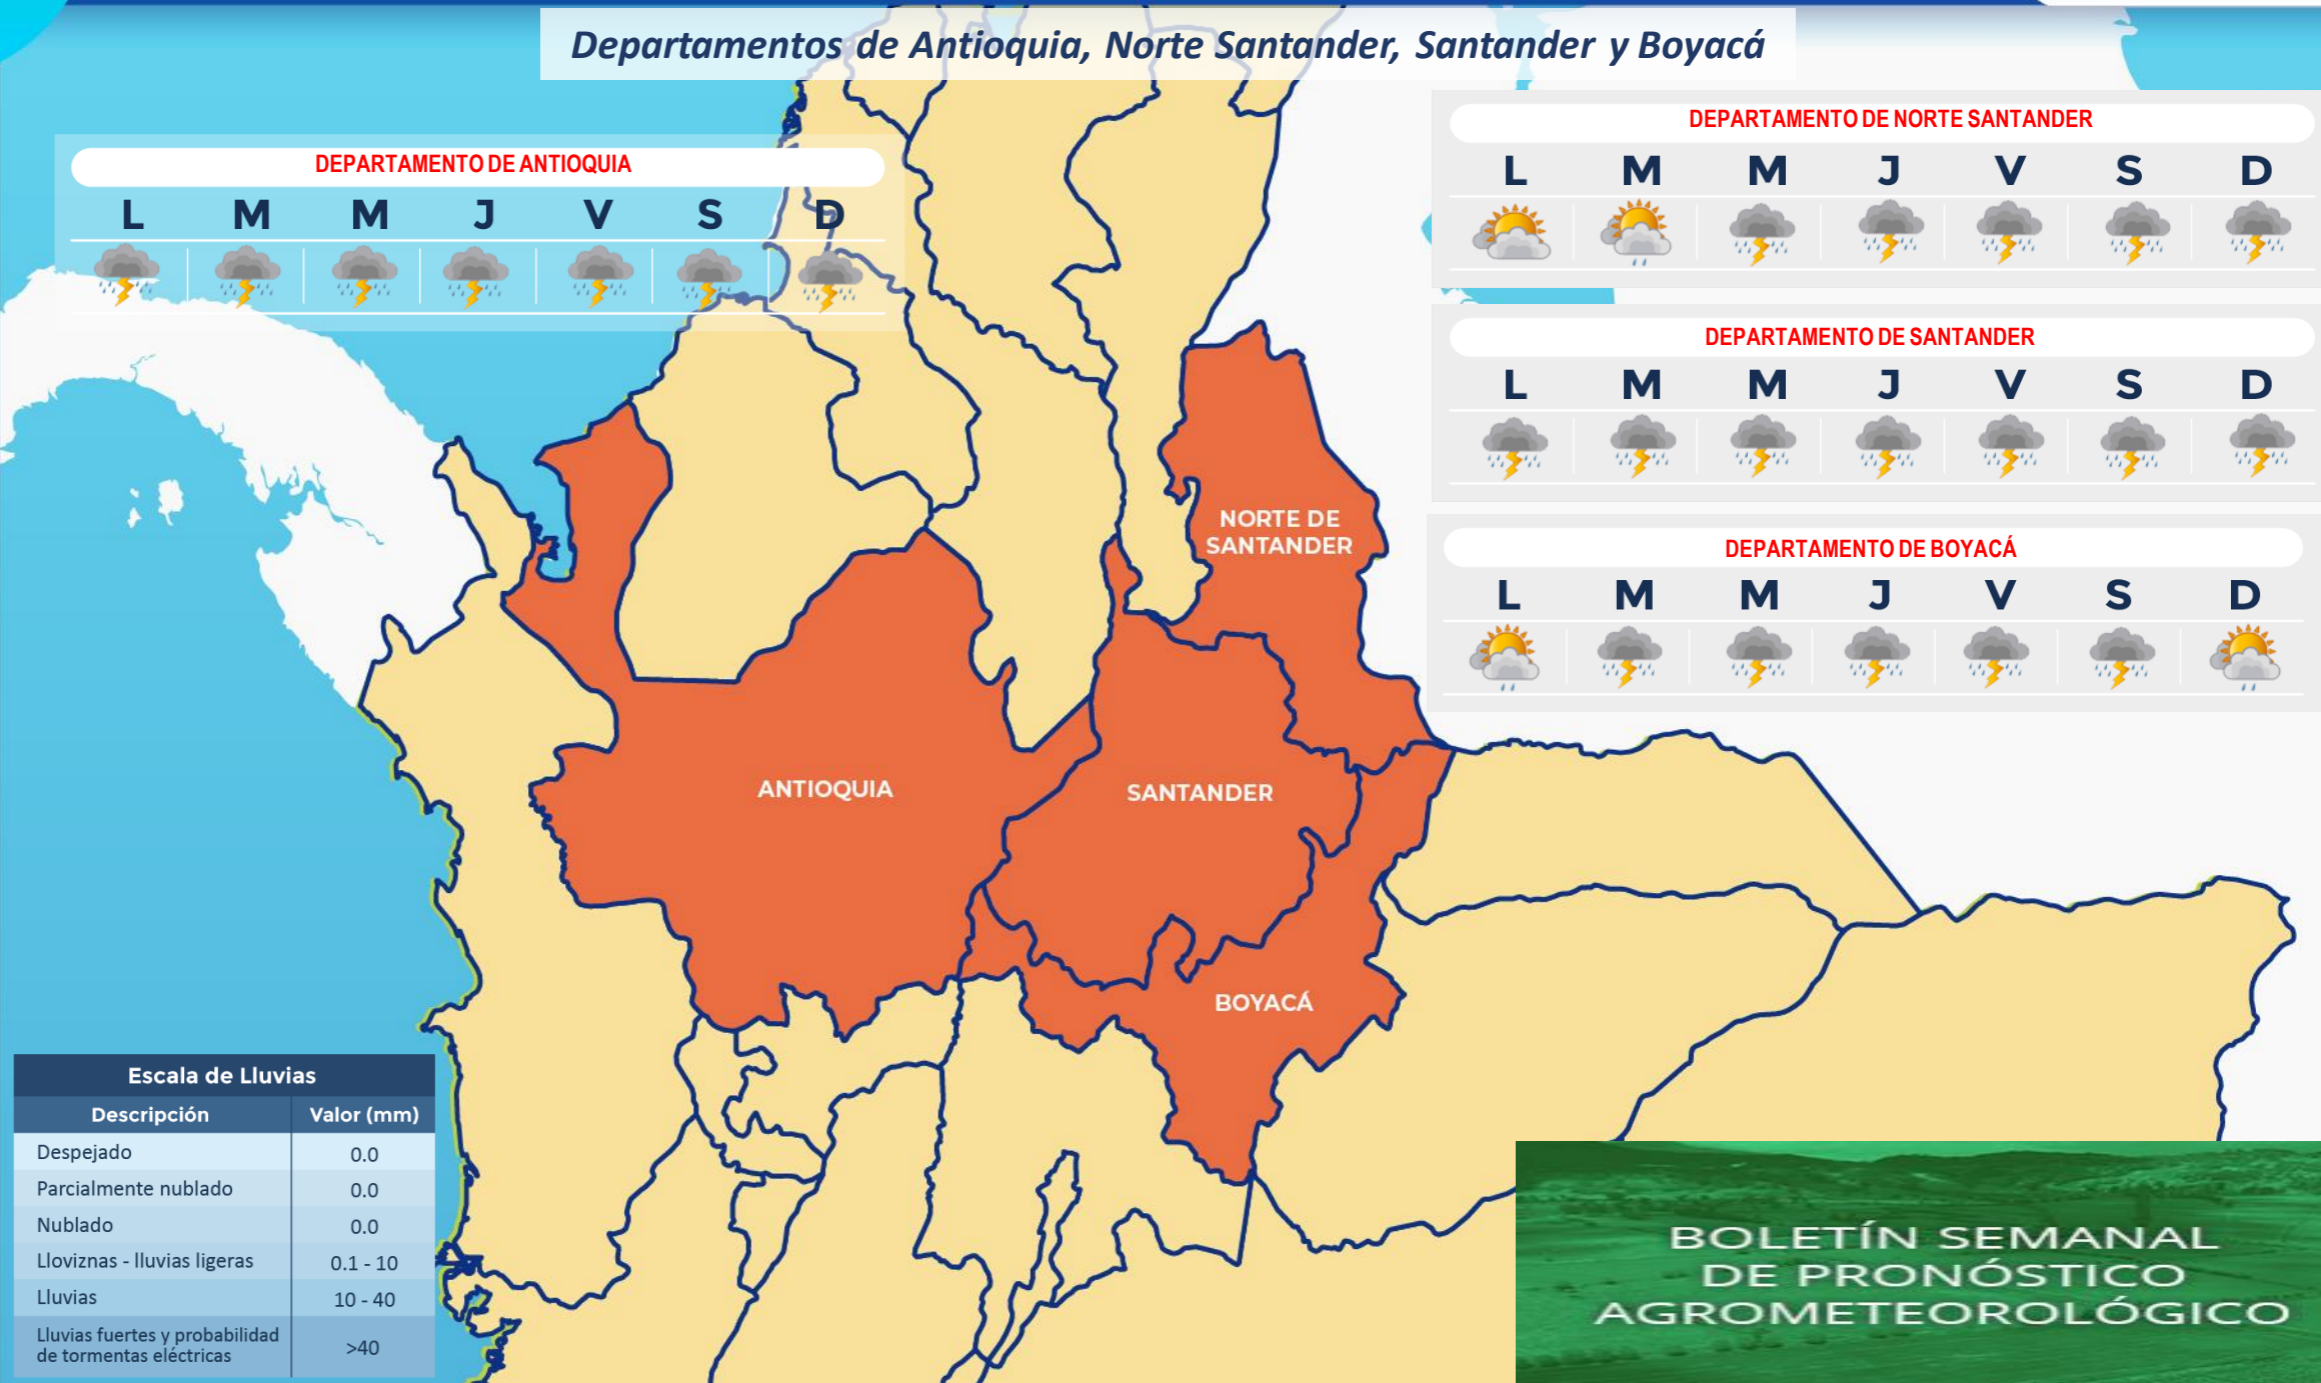 Departamentos de Antioquia, Norte Santander, Santander y Boyacá
DEPARTAMENTO DE ANTIOQUIA
L M M J V S D
DEPARTAMENTO DE NORTE SANTANDER
L M M J V S D
DEPARTAMENTO DE SANTANDER
L M M J V S D
DEPARTAMENTO DE BOYACÁ
L M M J V S D
NORTE DE
SANTANDER
ANTIOQUIA
SANTANDER
BOYACÁ
Escala de Lluvias
Descripción Valor (mm)
Despejado 0.0
Parcialmente nublado 0.0
Nublado 0.0
Lloviznas - lluvias ligeras 0.1 - 10
Lluvias 10 - 40
Lluvias fuertes y probabilidad
de tormentas eléctricas >40
BOLETÍN SEMANAL
DE PRONÓSTICO
AGROMETEOROLÓGICO